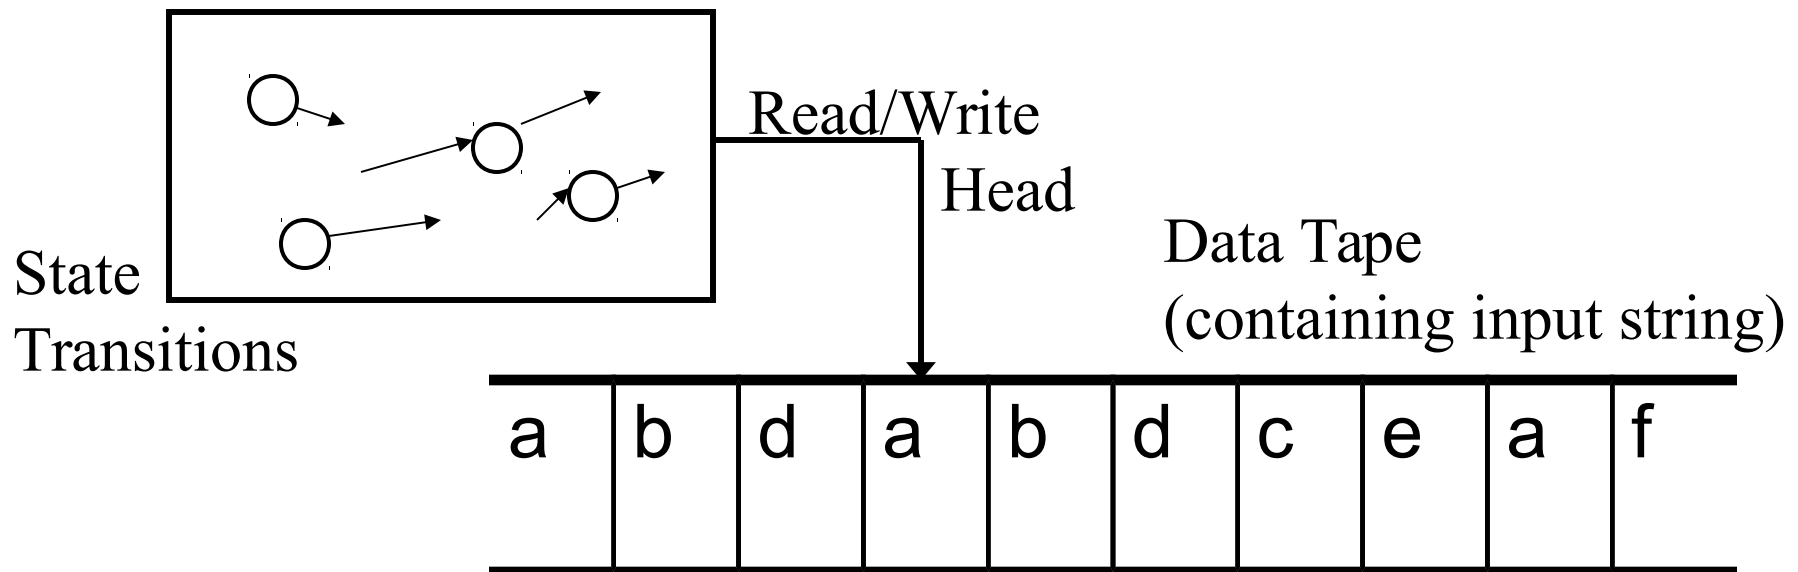 Read/Write
Head
State
Transitions
Data Tape
(containing input string)
a b d a b d c e a f